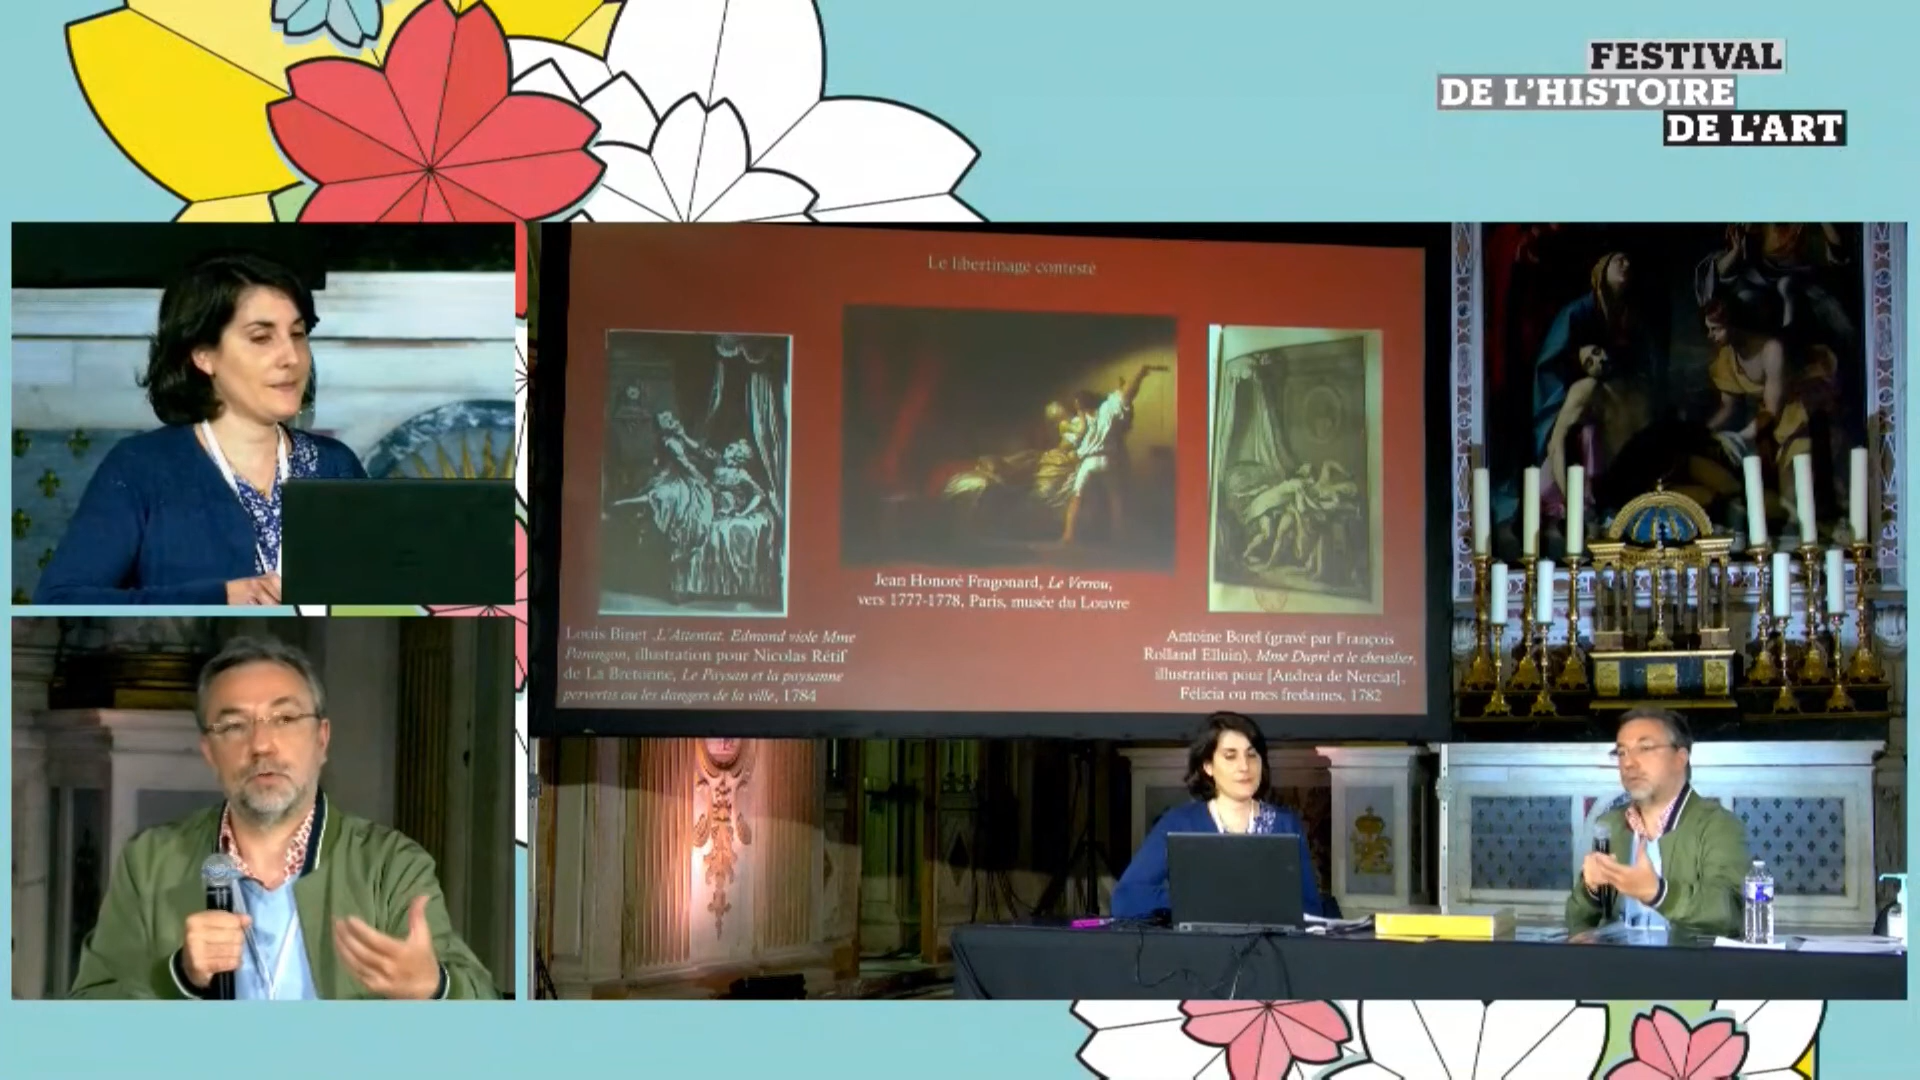 FESTIVAL
DE L'HISTOIRE
DE L'ART
Le libertinage contesté
Jean Honoré Fragonard, Le Verrou,
vers 1777-1778, Paris, musée du Louvre
Louis Binet ,L'Attentat. Edmond viole Mme
Parangon, illustration pour Nicolas Rétif
de La Bretonne, Le Paysan et la paysanne
pervertis ou les dangers de la ville, 1784
Antoine Borel (gravé par François
Rolland Elluin), Mme Dupré et le chevalier,
illustration pour [Andrea de Nerciat],
Félicia ou mes fredaines, 1782